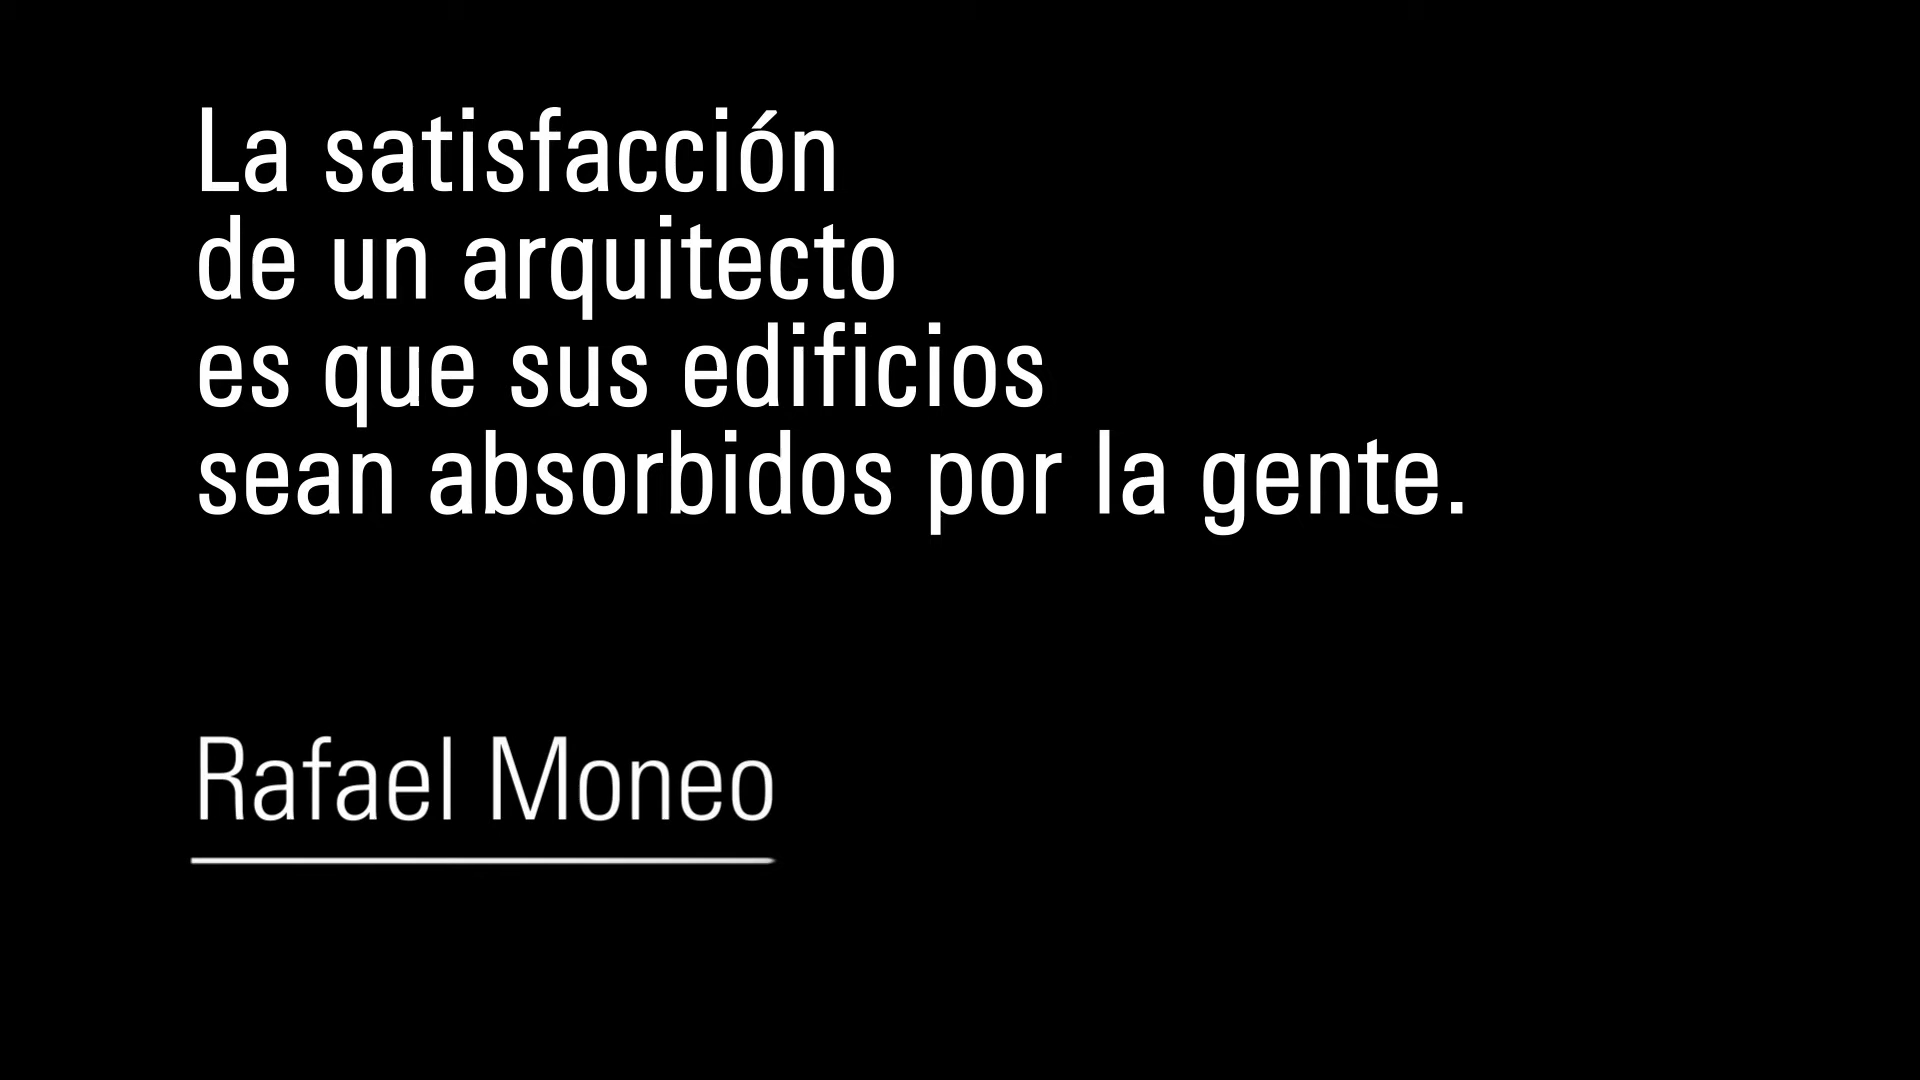 La satisfacción
de un arquitecto
es que sus edificios
sean absorbidos por la gente.
Rafael Moneo